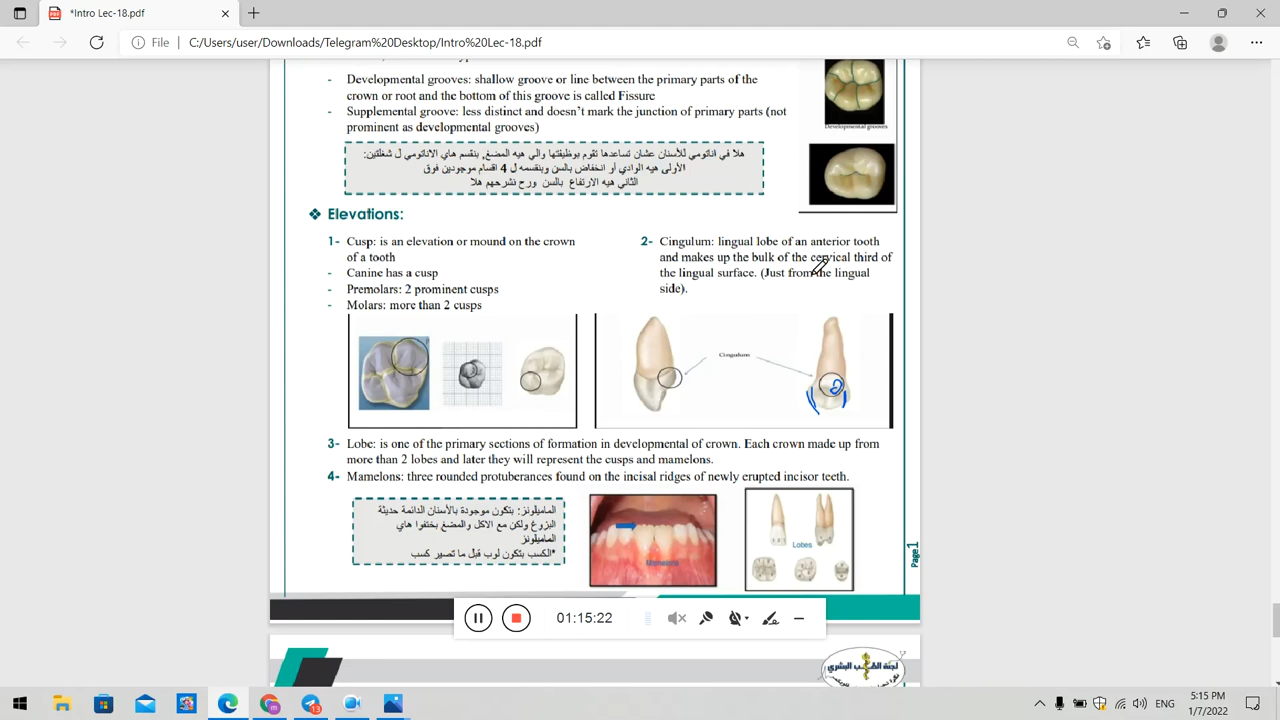 *Intro Lec-18.pdf
File
C:/Users/user/Downloads/Telegram%20Desktop/Intro%20Lec-18.pdf
- Developmental grooves: shallow groove or line between the primary parts of the
crown or root and the bottom of this groove is called Fissure
- Supplemental groove: less distinct and doesn't mark the junction of primary parts (not
prominent as developmental grooves)
Developmental grooves
هلا في اناتومي للأسنان عشان تساعدها تقوم بوظيفتها والي هيه المضغ, بنقسم هاي الاناتومي ل شغلتين:
الأولى هيه الوادي أو انخفاض بالسن وبنقسمه ل 4 اقسام موجودين فوق
الثاني هيه الارتفاع بالسن ورح نشرحهم هلا
❖ Elevations:
1- Cusp: is an elevation or mound on the crown
of a tooth
- Canine has a cusp
- Premolars: 2 prominent cusps
- Molars: more than 2 cusps
2- Cingulum: lingual lobe of an anterior tooth
and makes up the bulk of the cervical third of
the lingual surface. (Just from the lingual
side).
Cingulum
3- Lobe: is one of the primary sections of formation in developmental of crown. Each crown made up from
more than 2 lobes and later they will represent the cusps and mamelons.
4- Mamelons: three rounded protuberances found on the incisal ridges of newly erupted incisor teeth.
الماميلونز: بتكون موجودة بالأسنان الدائمة حديثة
البزوغ ولكن مع الاكل والمضغ بختفوا هاي
الماميلونز
*الكسب بتكون لوب قبل ما تصير كسب
Mamelons
Lobes
Page 1
01:15:22
لجنة الطب البشري
13
ENG
5:15 PM
1/7/2022